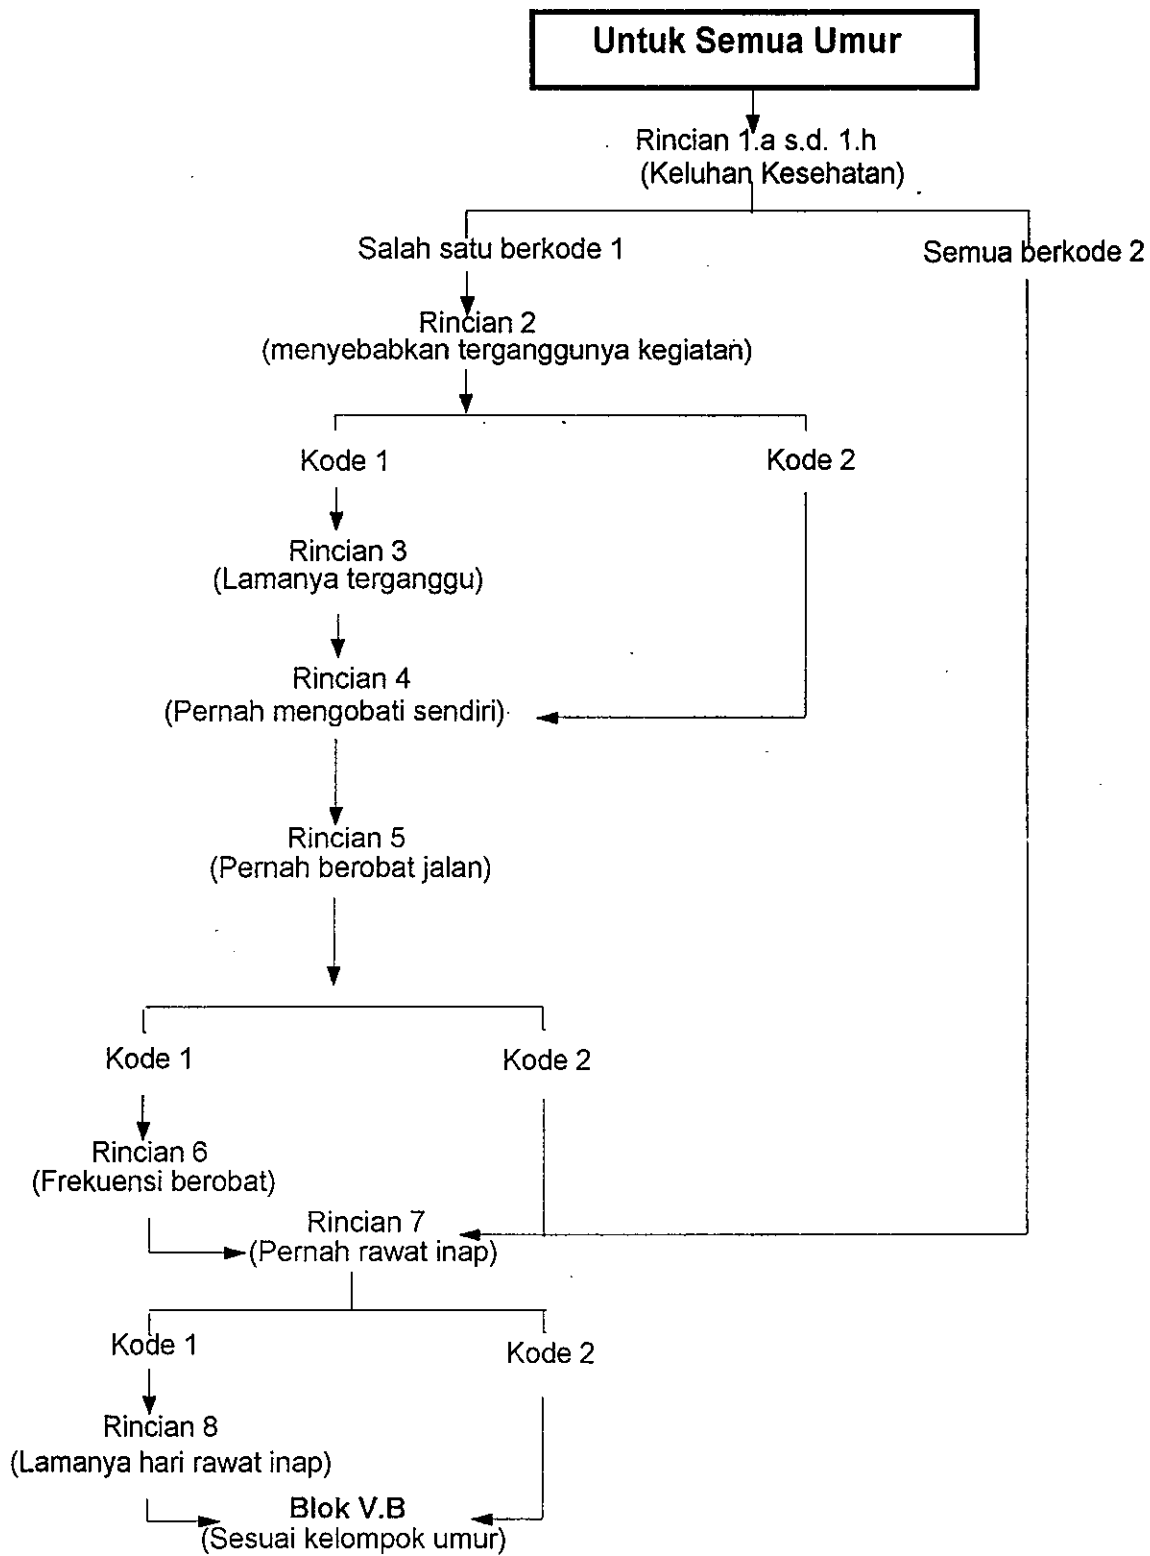 Untuk Semua Umur
Rincian 1.a s.d. 1.h
(Keluhan Kesehatan)
Salah satu berkode 1
Semua berkode 2
Rincian 2
(menyebabkan terganggunya kegiatan)
Kode 1
Kode 2
Rincian 3
(Lamanya terganggu)
Rincian 4
(Pernah mengobati sendiri)
Rincian 5
(Pernah berobat jalan)
Kode 1
Kode 2
Rincian 6
(Frekuensi berobat)
Rincian 7
(Pernah rawat inap)
Kode 1
Kode 2
Rincian 8
(Lamanya hari rawat inap)
Blok V.B
(Sesuai kelompok umur)